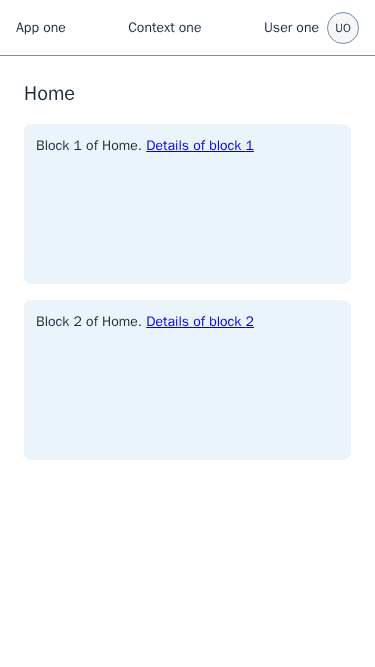 App one Context one User one UO
Home
Block 1 of Home. Details of block 1
Block 2 of Home. Details of block 2